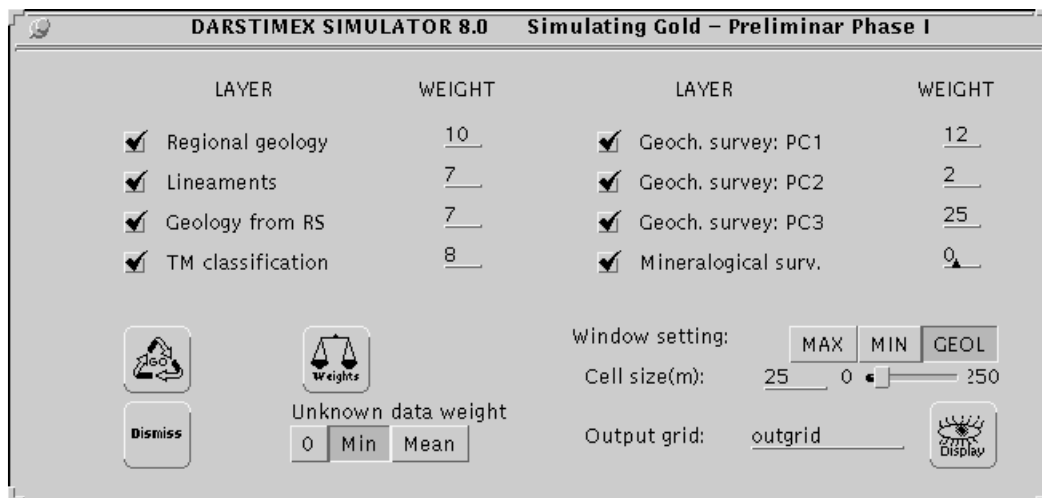 DARSTIMEX SIMULATOR 8.0 Simulating Gold – Preliminar Phase I
LAYER WEIGHT LAYER WEIGHT
Regional geology 10 Geoch. survey: PC1 12
Lineaments 7 Geoch. survey: PC2 2
Geology from RS 7 Geoch. survey: PC3 25
TM classification 8 Mineralogical surv. 0
GO Weights Window setting: MAX MIN GEOL
Cell size(m): 25 0 250
Dismiss Unknown data weight
0 Min Mean Output grid: outgrid Display